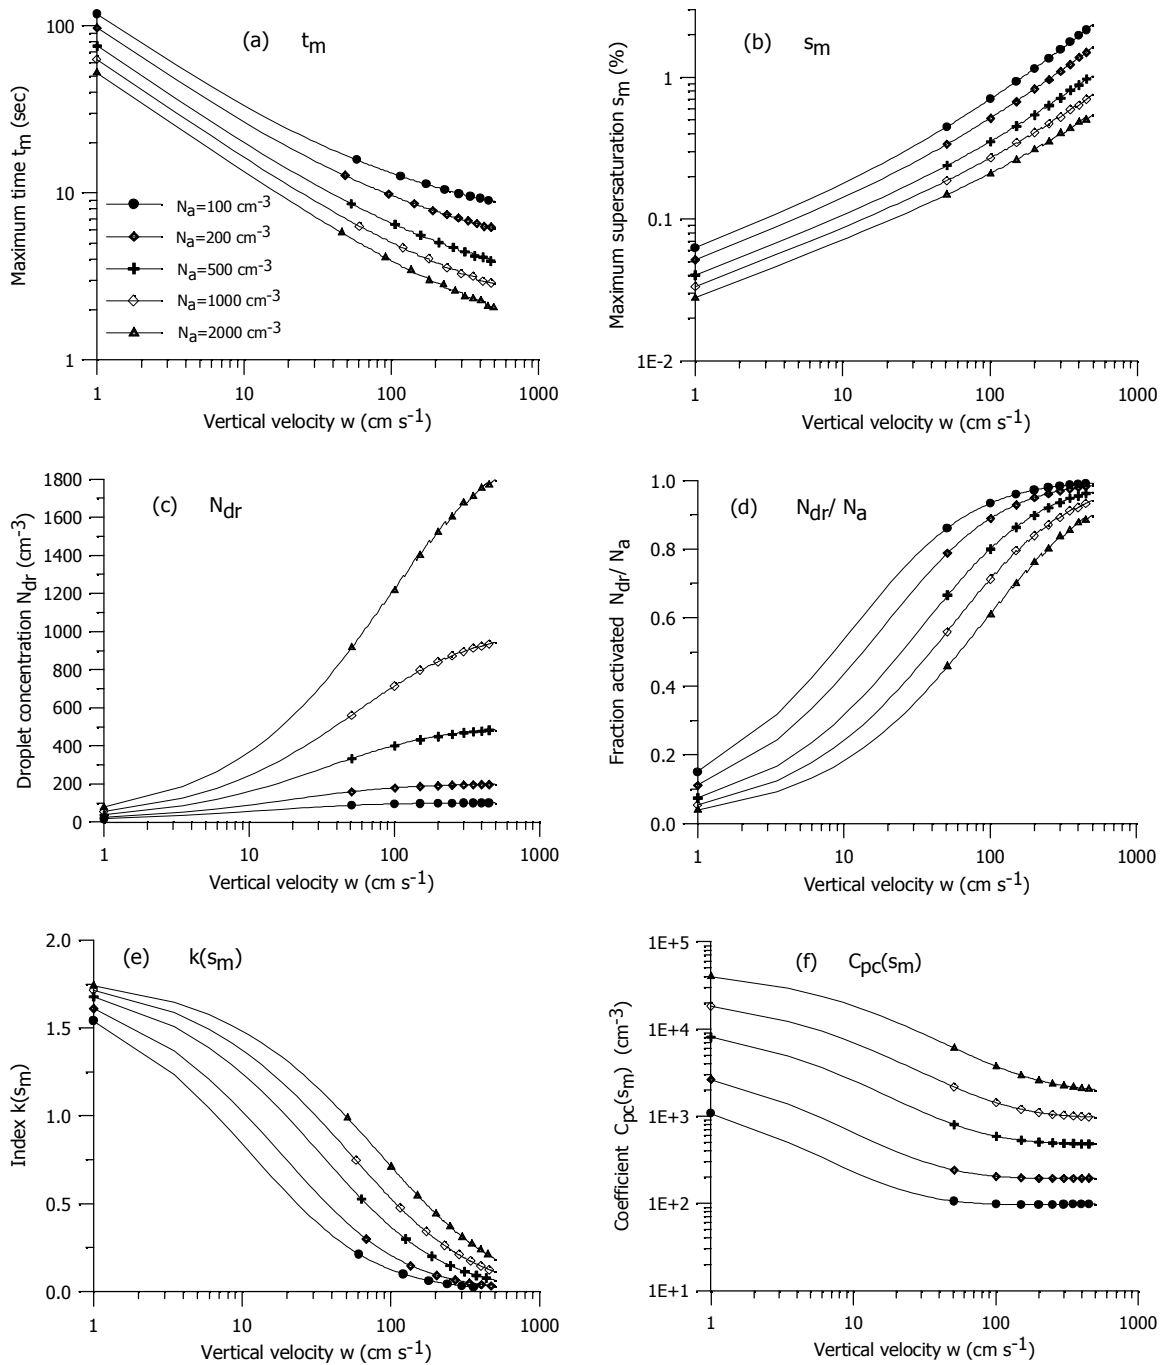 (a) t_m
Maximum time t_m (sec)
100
10
1
N_a=100 cm^-3
N_a=200 cm^-3
N_a=500 cm^-3
N_a=1000 cm^-3
N_a=2000 cm^-3
1 10 100 1000
Vertical velocity w (cm s^-1)
(b) s_m
Maximum supersaturation s_m (%)
1
0.1
1E-2
1 10 100 1000
Vertical velocity w (cm s^-1)
(c) N_dr
Droplet concentration N_dr (cm^-3)
1800
1600
1400
1200
1000
800
600
400
200
0
1 10 100 1000
Vertical velocity w (cm s^-1)
(d) N_dr/ N_a
Fraction activated N_dr/ N_a
1.0
0.8
0.6
0.4
0.2
0.0
1 10 100 1000
Vertical velocity w (cm s^-1)
(e) k(s_m)
Index k(s_m)
2.0
1.5
1.0
0.5
0.0
1 10 100 1000
Vertical velocity w (cm s^-1)
(f) C_pc(s_m)
Coefficient C_pc(s_m) (cm^-3)
1E+5
1E+4
1E+3
1E+2
1E+1
1 10 100 1000
Vertical velocity w (cm s^-1)